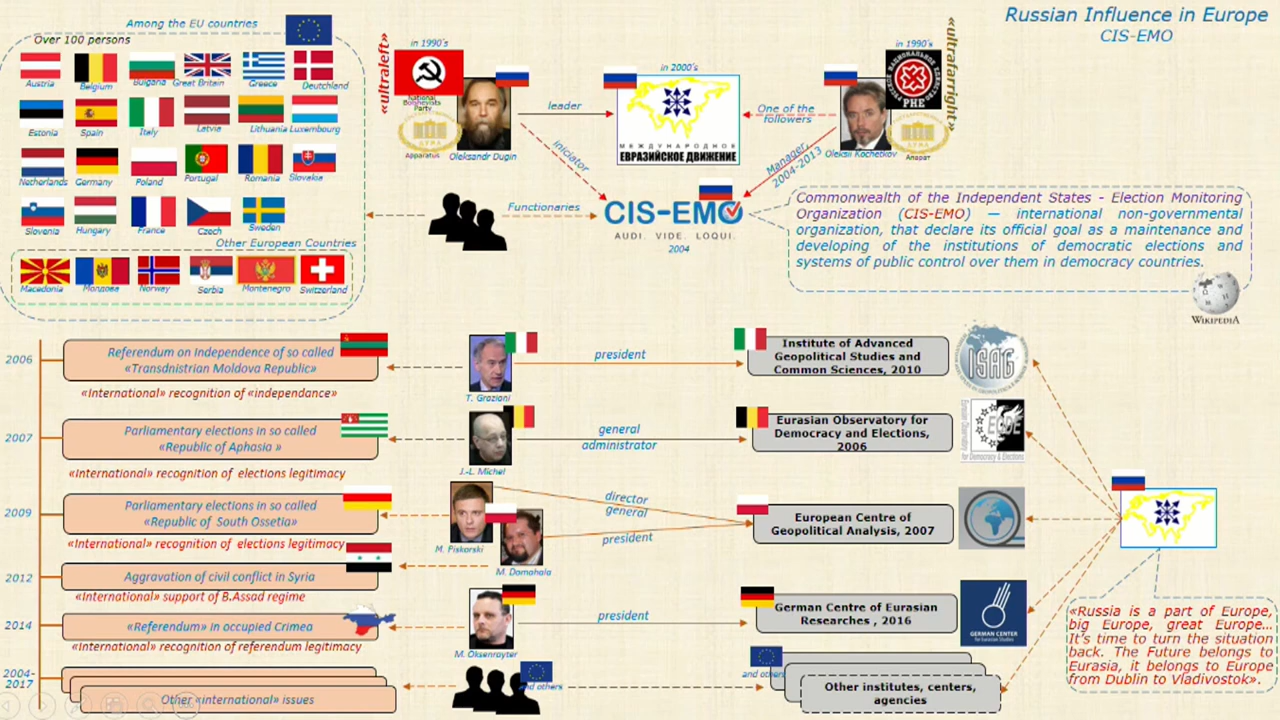 Russian Influence in Europe
CIS-EMO
Among the EU countries
Over 100 persons
Austria
Belgium
Bulgaria
Great Britain
Greece
Deutchland
Estonia
Spain
Italy
Latvia
Lithuania
Luxembourg
Netherlands
Germany
Poland
Portugal
Romania
Slovakia
Slovenia
Hungary
France
Czech
Sweden
Other European Countries
Macedonia
Молдова
Norway
Serbia
Montenegro
Switzerland
«ultraleft»
in 1990`s
National
Bolshevists
Party
ДУМА
Apparatus
Oleksandr Dugin
leader
iniciator
in 2000`s
МЕЖДУНАРОДНОЕ
ЕВРАЗИЙСКОЕ ДВИЖЕНИЕ
One of the
followers
Manager,
2004-2013
in 1990`s
РНЕ
«ultrafarright»
ДУМА
Апарат
Oleksii Kochetkov
Functionaries
CIS-EMO
AUDI. VIDE. LOQUI.
2004
Commonwealth of the Independent States - Election Monitoring
Organization (CIS-EMO) — international non-governmental
organization, that declare its official goal as a maintenance and
developing of the institutions of democratic elections and
systems of public control over them in democracy countries.
WIKIPEDIA
2006
Referendum on Independence of so called
«Transdnistrian Moldova Republic»
«International» recognition of «independance»
T. Graziani
president
Institute of Advanced
Geopolitical Studies and
Common Sciences, 2010
ISAG
2007
Parliamentary elections in so called
«Republic of Aphasia »
«International» recognition of elections legitimacy
J.-L. Michel
general
administrator
Eurasian Observatory for
Democracy and Elections,
2006
EODE
for Democracy & Elections
2009
Parliamentary elections in so called
«Republic of South Ossetia»
«International» recognition of elections legitimacy
M. Piskorski
M. Domahala
director
general
president
European Centre of
Geopolitical Analysis, 2007
2012
Aggravation of civil conflict in Syria
«International» support of B.Assad regime
2014
«Referendum» in occupied Crimea
«International» recognition of referendum legitimacy
M. Oksenroyter
president
German Centre of Eurasian
Researches , 2016
GERMAN CENTER
for Eurasian Studies
2004-
2017
Other «international» issues
and others
and others
Other institutes, centers,
agencies
«Russia is a part of Europe,
big Europe, great Europe...
It's time to turn the situation
back. The Future belongs to
Eurasia, it belongs to Europe
from Dublin to Vladivostok».